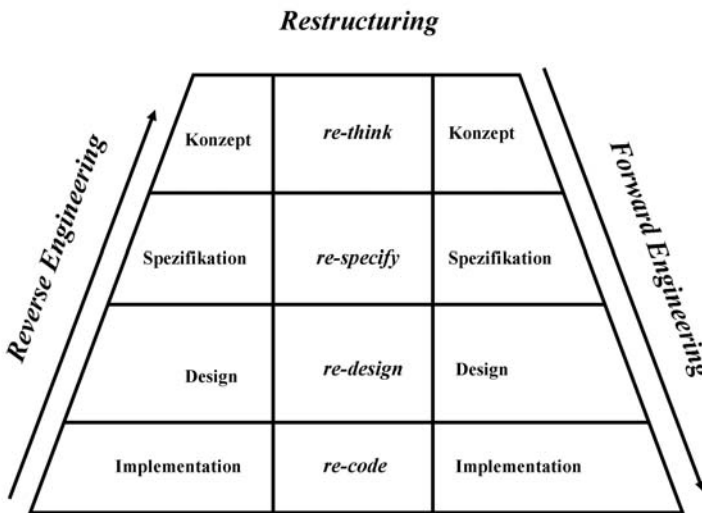 Restructuring
Reverse Engineering
Forward Engineering
Konzept re-think Konzept
Spezifikation re-specify Spezifikation
Design re-design Design
Implementation re-code Implementation